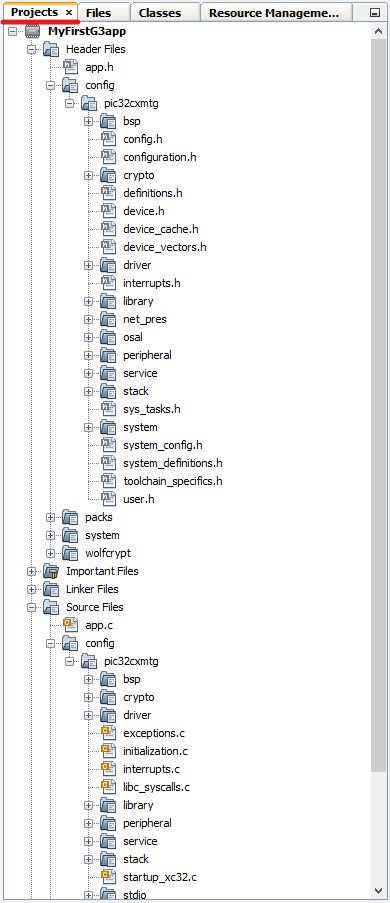 Projects × Files Classes Resource Manageme...
MyFirstG3app
Header Files
app.h
config
pic32cxmtg
bsp
config.h
configuration.h
crypto
definitions.h
device.h
device_cache.h
device_vectors.h
driver
interrupts.h
library
net_pres
osal
peripheral
service
stack
sys_tasks.h
system
system_config.h
system_definitions.h
toolchain_specifics.h
user.h
packs
system
wolfcrypt
Important Files
Linker Files
Source Files
app.c
config
pic32cxmtg
bsp
crypto
driver
exceptions.c
initialization.c
interrupts.c
libc_syscalls.c
library
peripheral
service
stack
startup_xc32.c
stdio